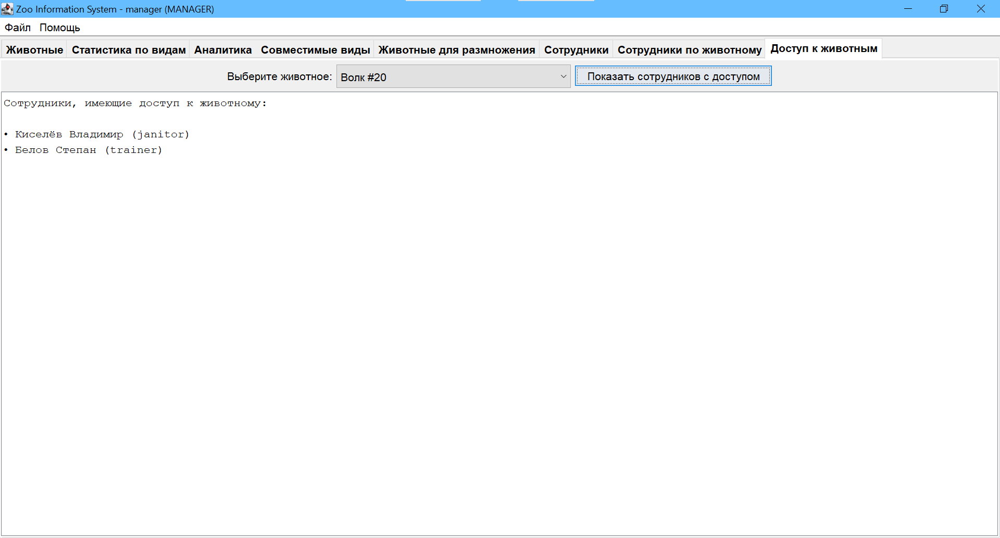 Zoo Information System - manager (MANAGER)
Файл Помощь
Животные Статистика по видам Аналитика Совместимые виды Животные для размножения Сотрудники Сотрудники по животному Доступ к животным
Выберите животное: Волк #20 Показать сотрудников с доступом
Сотрудники, имеющие доступ к животному:
• Киселёв Владимир (janitor)
• Белов Степан (trainer)